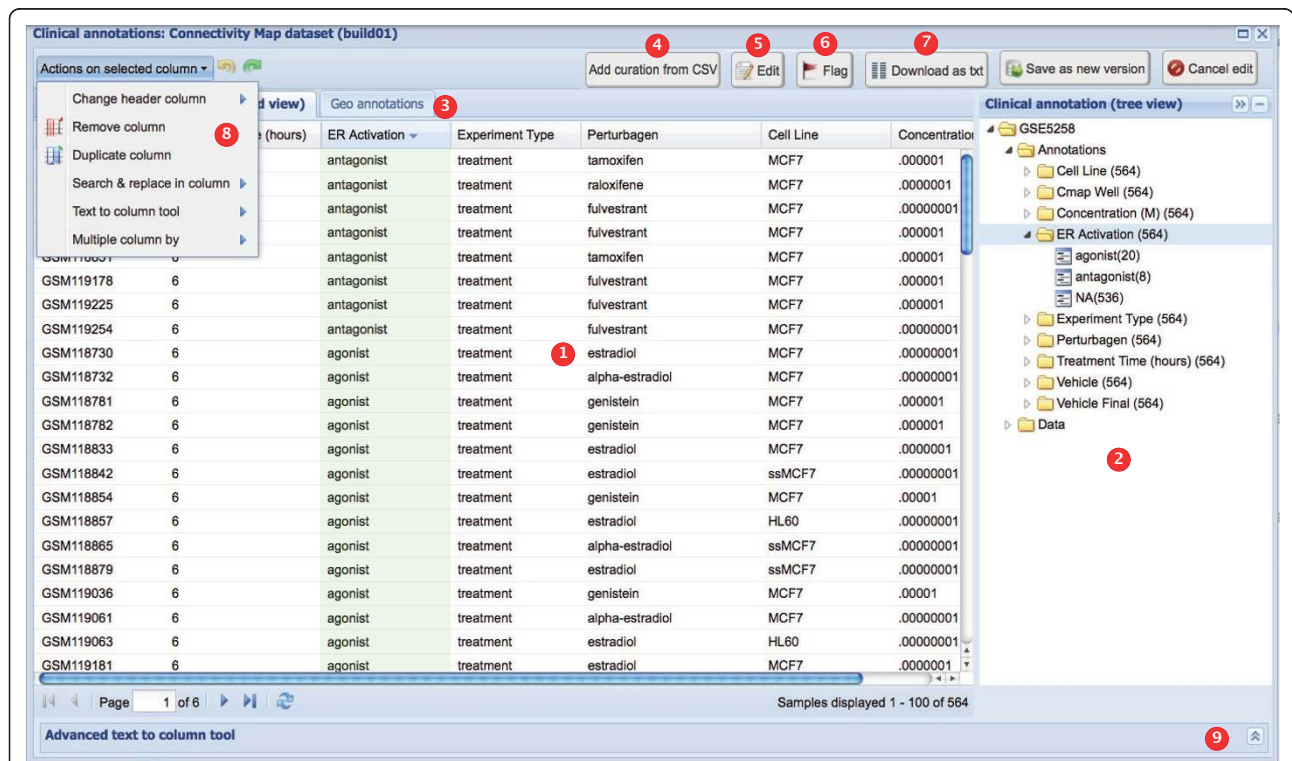 Clinical annotations: Connectivity Map dataset (build01)
4 5 6 7
Actions on selected column
Add curation from CSV Edit Flag Download as txt Save as new version Cancel edit
Change header column
Remove column
Duplicate column
Search & replace in column
Text to column tool
Multiple column by
8
d view) Geo annotations 3
(hours) ER Activation Experiment Type Perturbagen Cell Line Concentration
antagonist treatment tamoxifen MCF7 .000001
antagonist treatment raloxifene MCF7 .0000001
antagonist treatment fulvestrant MCF7 .00000001
antagonist treatment fulvestrant MCF7 .000001
antagonist treatment tamoxifen MCF7 .000001
GSM119178 6 antagonist treatment fulvestrant MCF7 .000001
GSM119225 6 antagonist treatment fulvestrant MCF7 .000001
GSM119254 6 antagonist treatment fulvestrant MCF7 .00000001
GSM118730 6 agonist treatment 1 estradiol MCF7 .0000001
GSM118732 6 agonist treatment alpha-estradiol MCF7 .0000001
GSM118781 6 agonist treatment genistein MCF7 .000001
GSM118782 6 agonist treatment genistein MCF7 .000001
GSM118833 6 agonist treatment estradiol MCF7 .0000001
GSM118842 6 agonist treatment estradiol ssMCF7 .00000001
GSM118854 6 agonist treatment genistein MCF7 .00001
GSM118857 6 agonist treatment estradiol HL60 .00000001
GSM118865 6 agonist treatment alpha-estradiol ssMCF7 .00000001
GSM118879 6 agonist treatment estradiol ssMCF7 .00000001
GSM119036 6 agonist treatment genistein MCF7 .00001
GSM119061 6 agonist treatment alpha-estradiol MCF7 .00000001
GSM119063 6 agonist treatment estradiol HL60 .00000001
GSM119181 6 agonist treatment estradiol MCF7 .0000001
Page 1 of 6 Samples displayed 1 - 100 of 564
Clinical annotation (tree view)
GSE5258
Annotations
Cell Line (564)
Cmap Well (564)
Concentration (M) (564)
ER Activation (564)
agonist(20)
antagonist(8)
NA(536)
Experiment Type (564)
Perturbagen (564)
Treatment Time (hours) (564)
Vehicle (564)
Vehicle Final (564)
Data
2
Advanced text to column tool 9